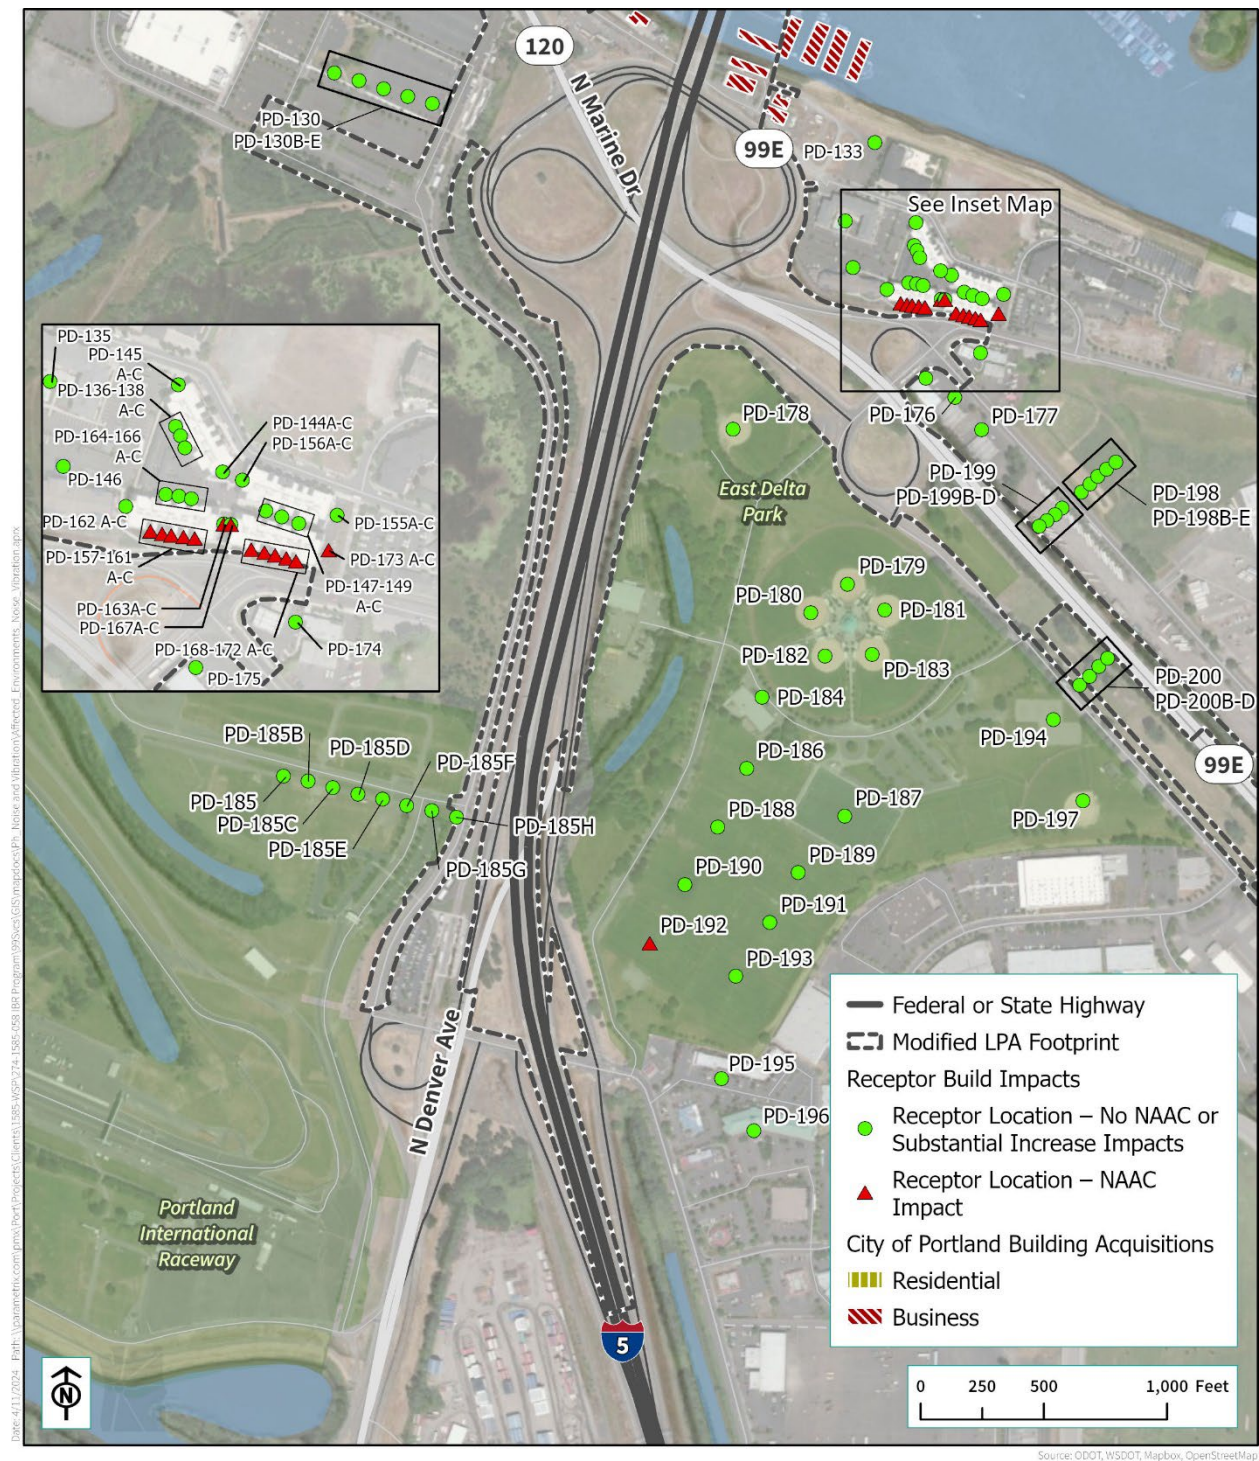 120
N Marine Dr
PD-130
PD-130B-E
99E
PD-133
See Inset Map
PD-135
PD-145
A-C
PD-136-138
A-C
PD-164-166
A-C
PD-146
PD-144A-C
PD-156A-C
PD-162 A-C
PD-155A-C
PD-157-161
A-C
PD-173 A-C
PD-147-149
A-C
PD-163A-C
PD-167A-C
PD-168-172 A-C
PD-174
PD-175
PD-176
PD-177
PD-178
East Delta
Park
PD-199
PD-199B-D
PD-198
PD-198B-E
PD-179
PD-180
PD-181
PD-182
PD-183
PD-184
PD-200
PD-200B-D
PD-194
99E
PD-185B
PD-185D
PD-185F
PD-185
PD-185C
PD-185E
PD-185H
PD-185G
PD-186
PD-187
PD-188
PD-197
PD-189
PD-190
PD-191
PD-192
PD-193
PD-195
PD-196
N Denver Ave
Portland
International
Raceway
5
Federal or State Highway
Modified LPA Footprint
Receptor Build Impacts
Receptor Location – No NAAC or
Substantial Increase Impacts
Receptor Location – NAAC
Impact
City of Portland Building Acquisitions
Residential
Business
N
0 250 500 1,000 Feet
Source: ODOT, WSDOT, Mapbox, OpenStreetMap
Date: 4/11/2024